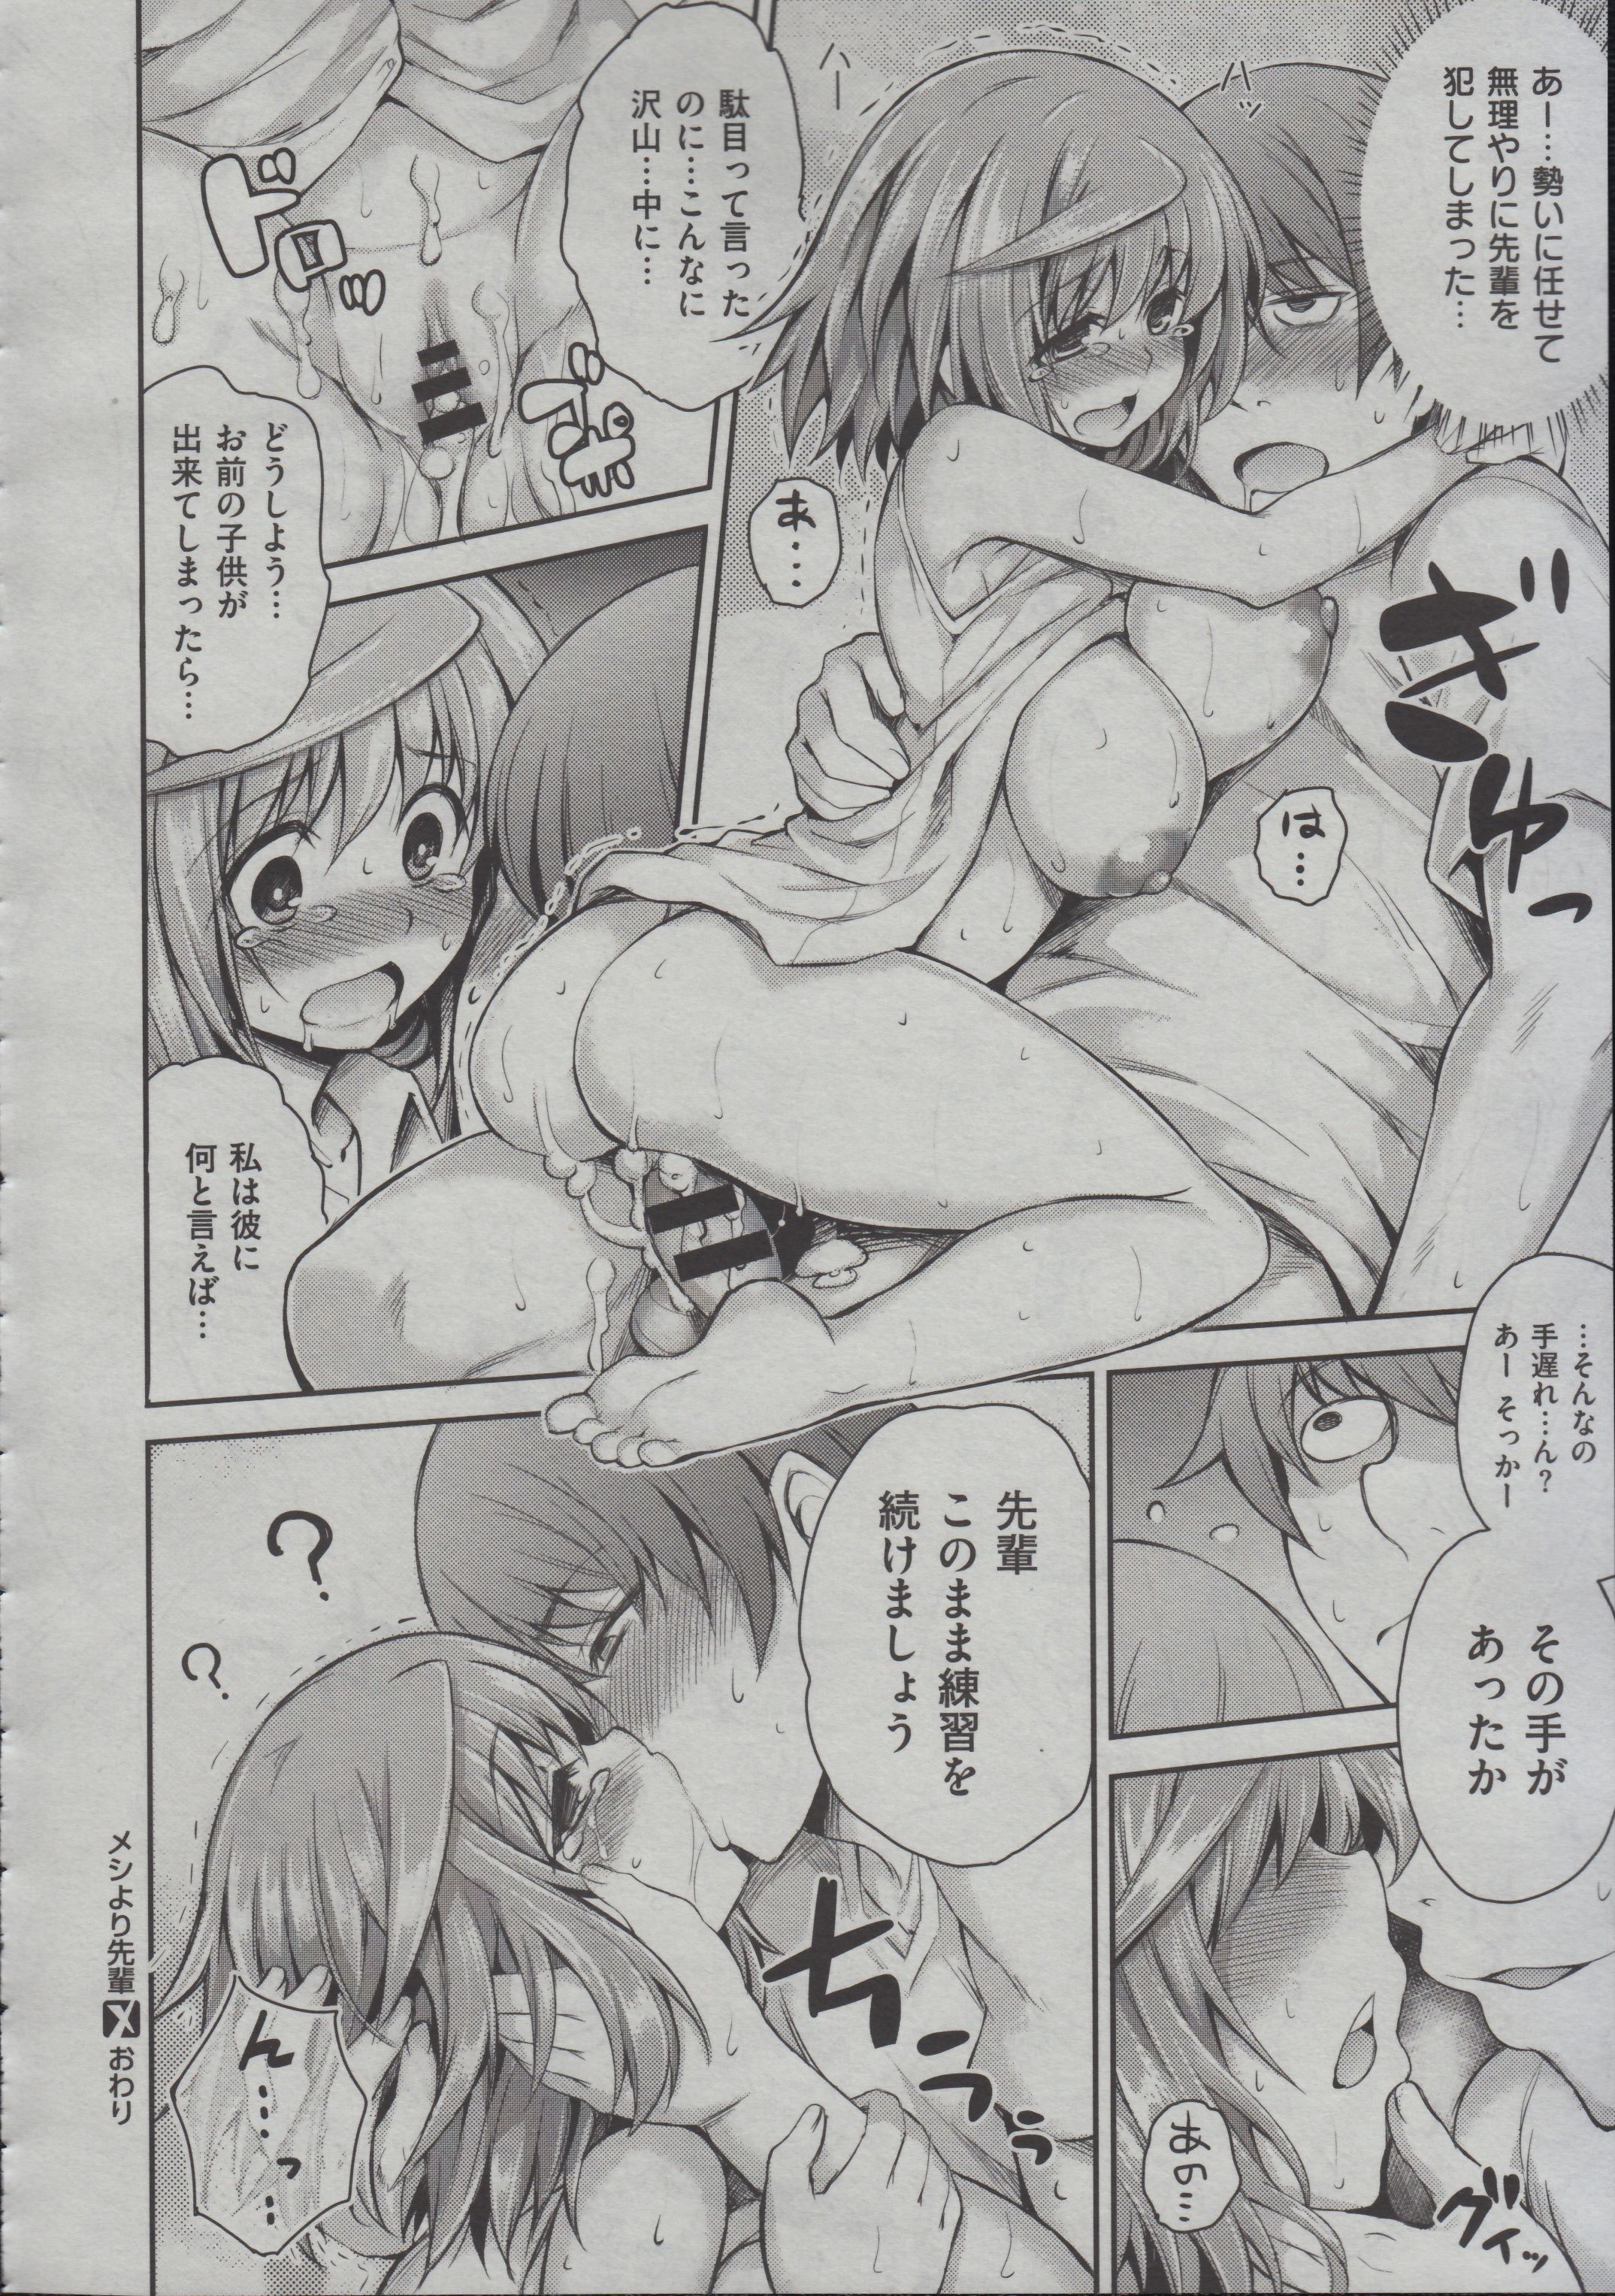 あー…勢いに任せて
無理やりに先輩を
犯してしまった…
ハッ
ハー
ぎゅっ
あ…
は…
駄目って言った
のに…こんなに
沢山…中に…
ドロッ
ゴポ
どうしよう…
お前の子供が
出来てしまったら…
私は彼に
何と言えば…
…そんなの
手遅れ…ん?
あー そっかー
その手が
あったか
グイッ
先輩
このまま練習を
続けましょう
?
?
ちうぅ
ん…っ…
メシより先輩 X おわり